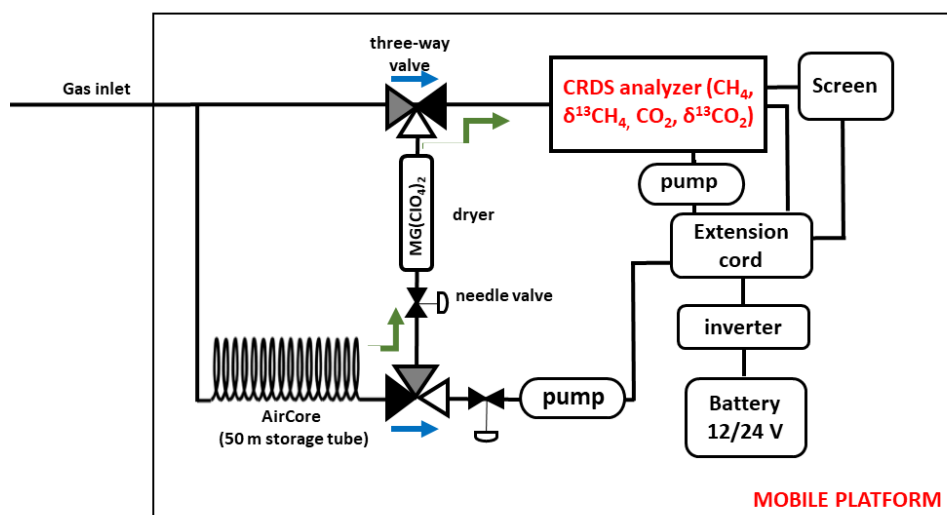 three-way
valve
Gas inlet
CRDS analyzer (CH₄,
δ¹³CH₄, CO₂, δ¹³CO₂)
Screen
pump
MG(ClO₄)₂
dryer
Extension
cord
needle valve
inverter
AirCore
(50 m storage tube)
pump
Battery
12/24 V
MOBILE PLATFORM